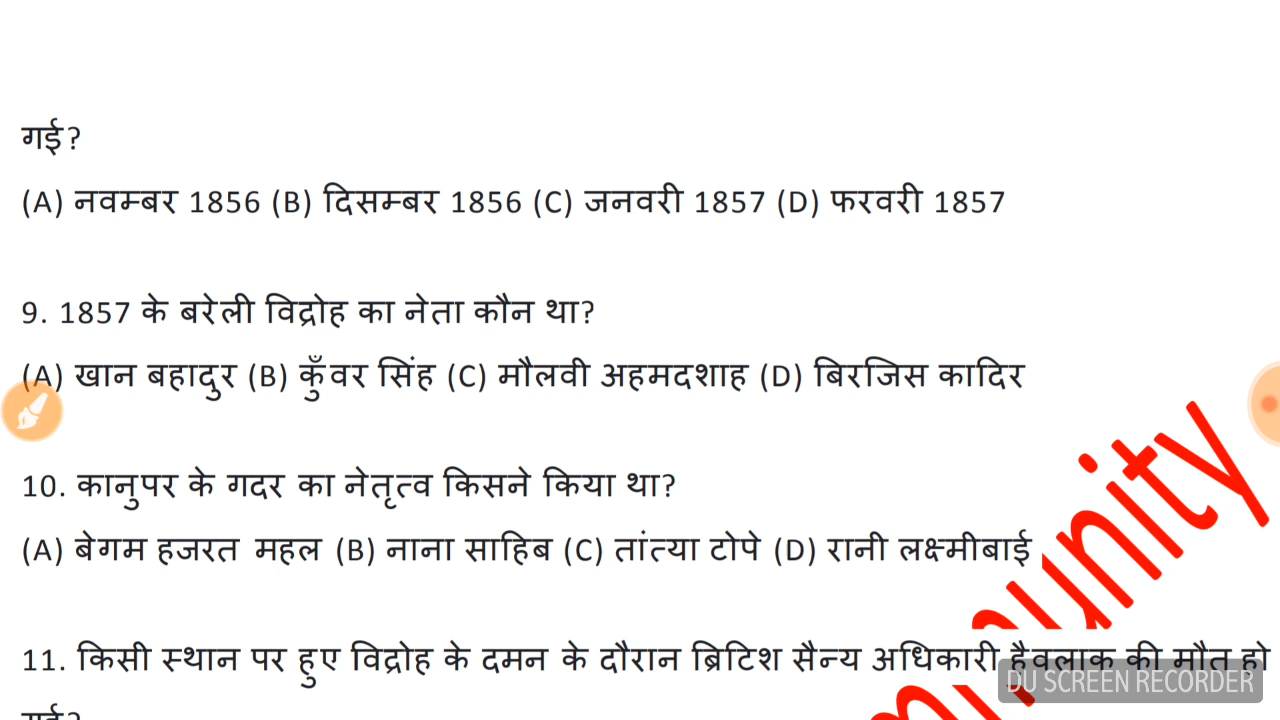 गई?
(A) नवम्बर 1856 (B) दिसम्बर 1856 (C) जनवरी 1857 (D) फरवरी 1857
9. 1857 के बरेली विद्रोह का नेता कौन था?
(A) खान बहादुर (B) कुँवर सिंह (C) मौलवी अहमदशाह (D) बिरजिस कादिर
10. कानुपर के गदर का नेतृत्व किसने किया था?
(A) बेगम हजरत महल (B) नाना साहिब (C) तांत्या टोपे (D) रानी लक्ष्मीबाई
11. किसी स्थान पर हुए विद्रोह के दमन के दौरान ब्रिटिश सैन्य अधिकारी हैवलाक की मौत हो
गई?
DU SCREEN RECORDER